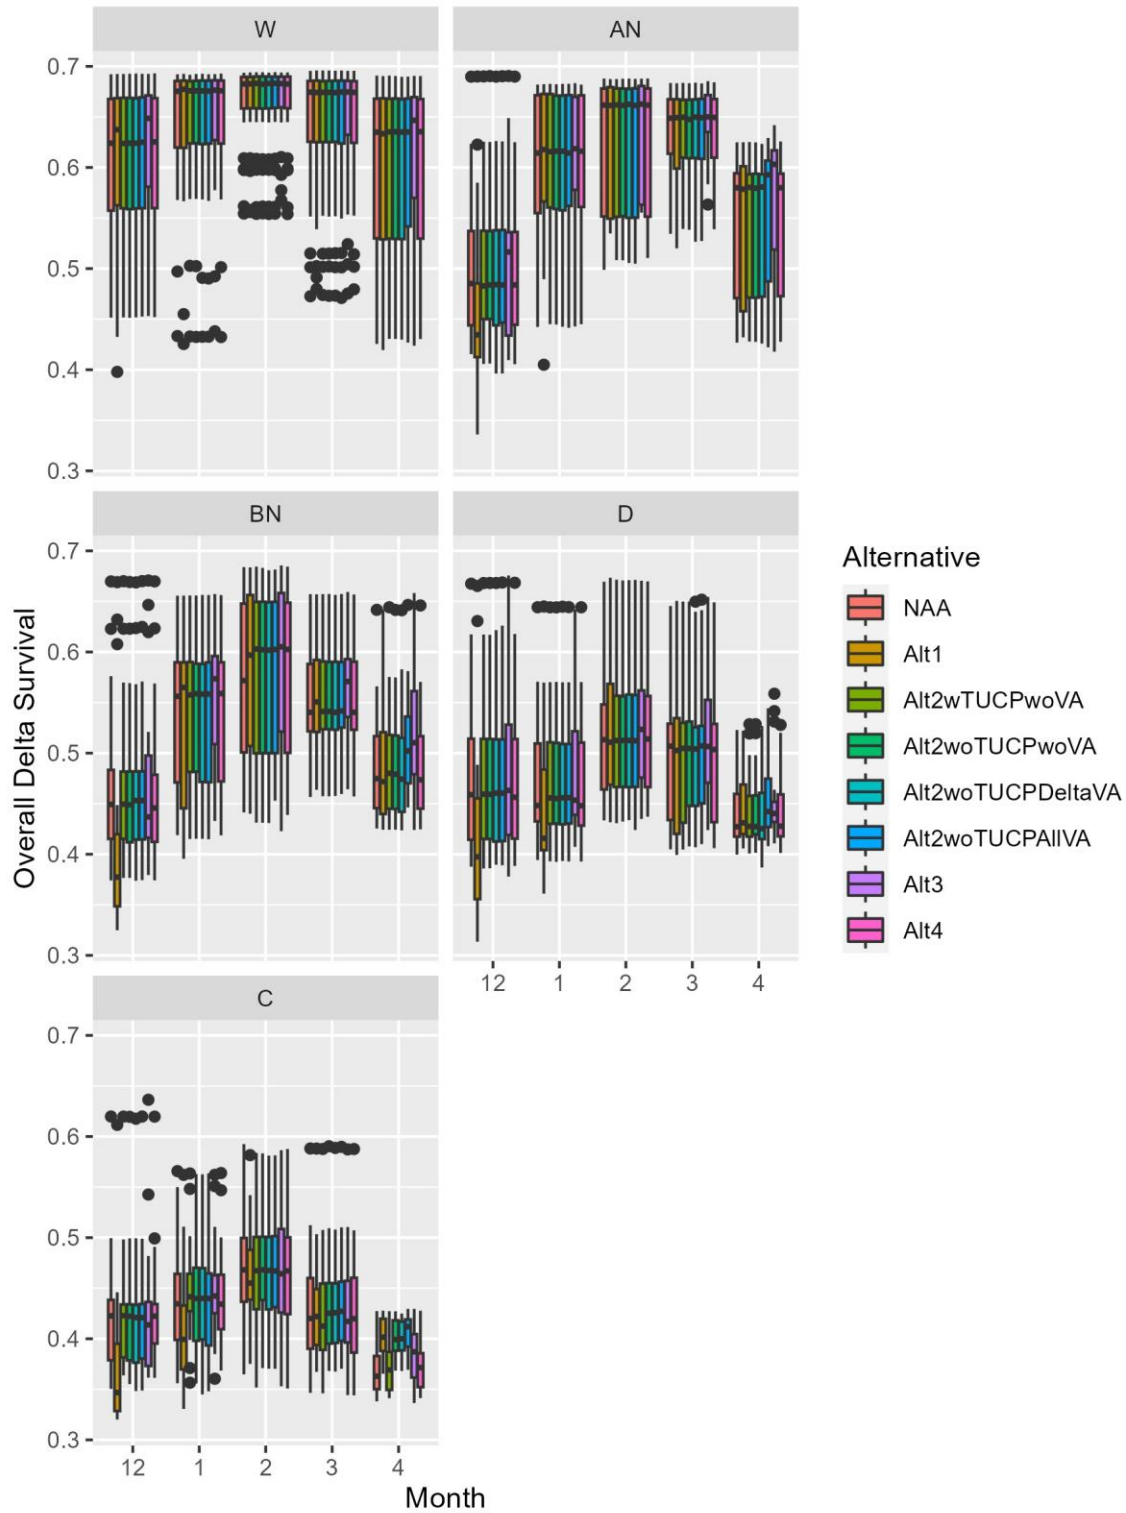 W
AN
0.7
0.6
0.5
0.4
0.3
BN
D
0.7
0.6
0.5
0.4
0.3
12 1 2 3 4
C
0.7
0.6
0.5
0.4
0.3
12 1 2 3 4
Month
Overall Delta Survival
Alternative
NAA
Alt1
Alt2wTUCPwoVA
Alt2woTUCPwoVA
Alt2woTUCPDeltaVA
Alt2woTUCPAllVA
Alt3
Alt4